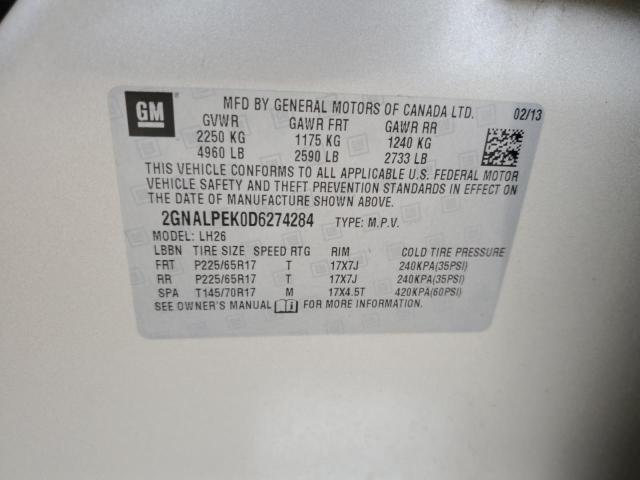 GM
MFD BY GENERAL MOTORS OF CANADA LTD. 02/13
GVWR GAWR FRT GAWR RR
2250 KG 1175 KG 1240 KG
4960 LB 2590 LB 2733 LB
THIS VEHICLE CONFORMS TO ALL APPLICABLE U.S. FEDERAL MOTOR
VEHICLE SAFETY AND THEFT PREVENTION STANDARDS IN EFFECT ON
THE DATE OF MANUFACTURE SHOWN ABOVE.
2GNALPEK0D6274284 TYPE: M.P.V.
MODEL: LH26
LBBN TIRE SIZE SPEED RTG RIM COLD TIRE PRESSURE
FRT P225/65R17 T 17X7J 240KPA(35PSI)
RR P225/65R17 T 17X7J 240KPA(35PSI)
SPA T145/70R17 M 17X4.5T 420KPA(60PSI)
SEE OWNER'S MANUAL FOR MORE INFORMATION.